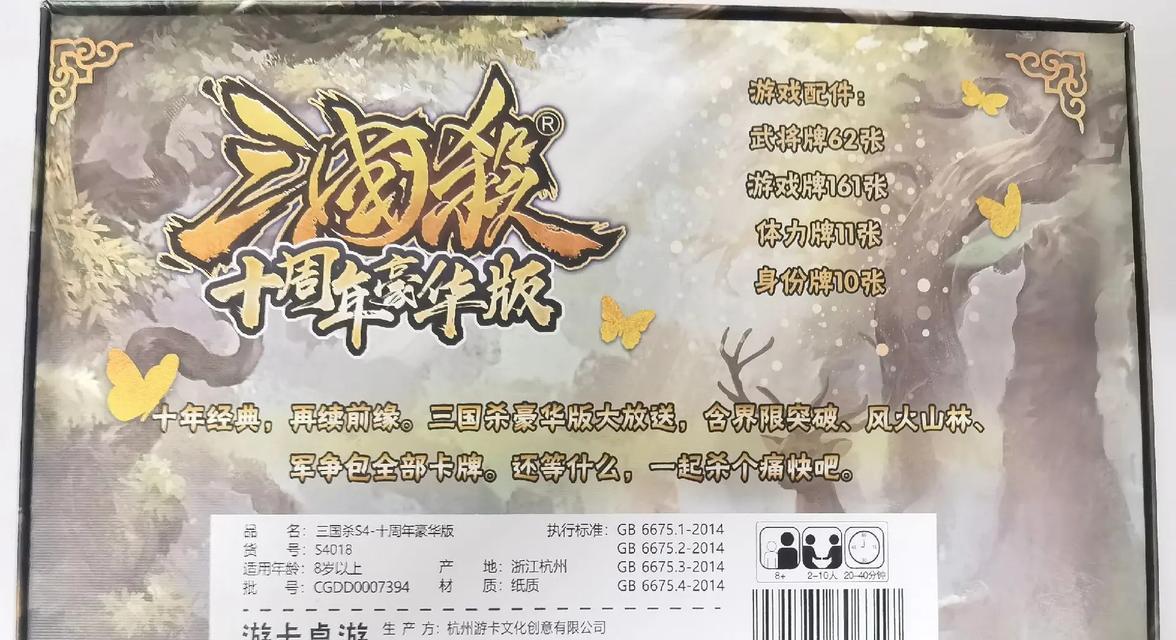 三國殺®
十周年豪华版
游戏配件：
武将牌62张
游戏牌161张
体力牌11张
身份牌10张
十年经典，再续前缘。三国杀豪华版大放送，含界限突破、风火山林、
军争包全部卡牌。还等什么，一起杀个痛快吧。
品 名：三国杀S4-十周年豪华版 执行标准：GB 6675.1-2014
货 号：S4018 GB 6675.2-2014
适用年龄：8岁以上 产 地：浙江杭州 GB 6675.3-2014
批 号：CGDD0007394 材 质：纸质 GB 6675.4-2014
8+ 2-10人 20-40分钟
游卡桌游 生 产 方：杭州游卡文化创意有限公司